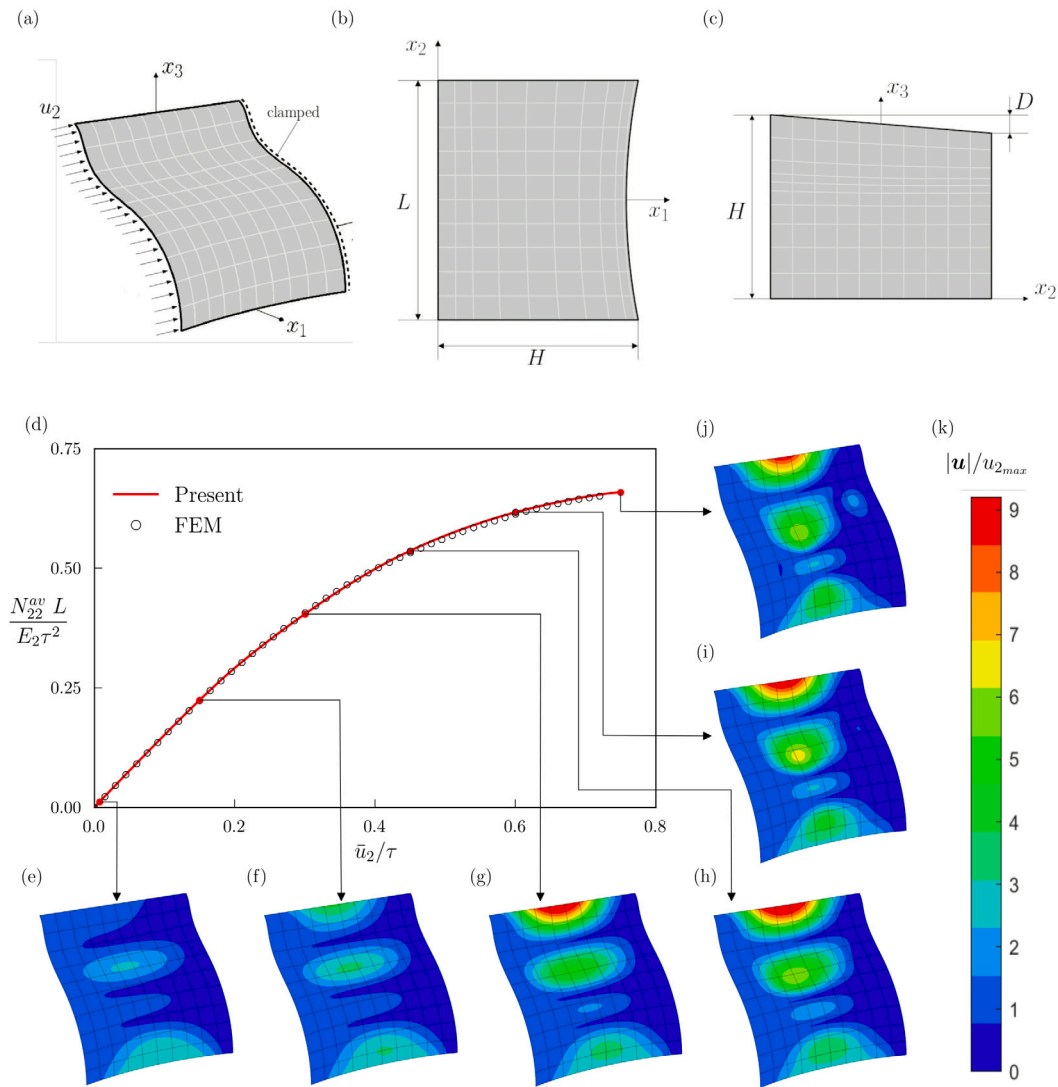 (a)
x₃
u₂
clamped
x₁
(b)
x₂
L
x₁
H
(c)
x₃
D
H
x₂
(d)
0.75
Present
FEM
0.50
N₂₂ᵃᵛ L
E₂τ²
0.25
0.00
0.0
0.2
0.4
0.6
0.8
ū₂/τ
(j)
(i)
(k)
|u|/u₂ₘₐₓ
9
8
7
6
5
4
3
2
1
0
(e)
(f)
(g)
(h)